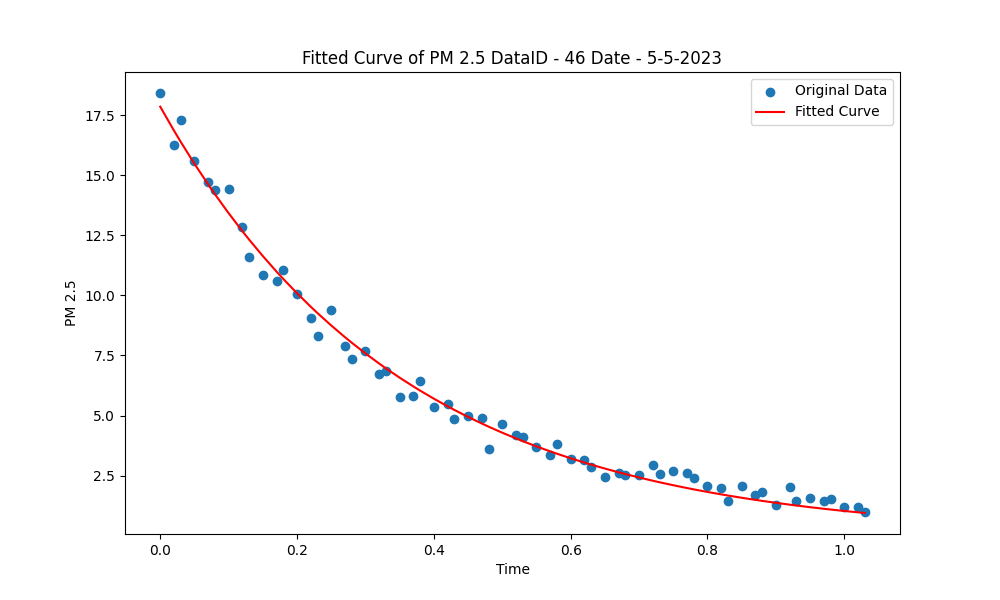 Fitted Curve of PM 2.5 DataID - 46 Date - 5-5-2023
Original Data
Fitted Curve
17.5
15.0
12.5
10.0
7.5
5.0
2.5
PM 2.5
0.0 0.2 0.4 0.6 0.8 1.0
Time